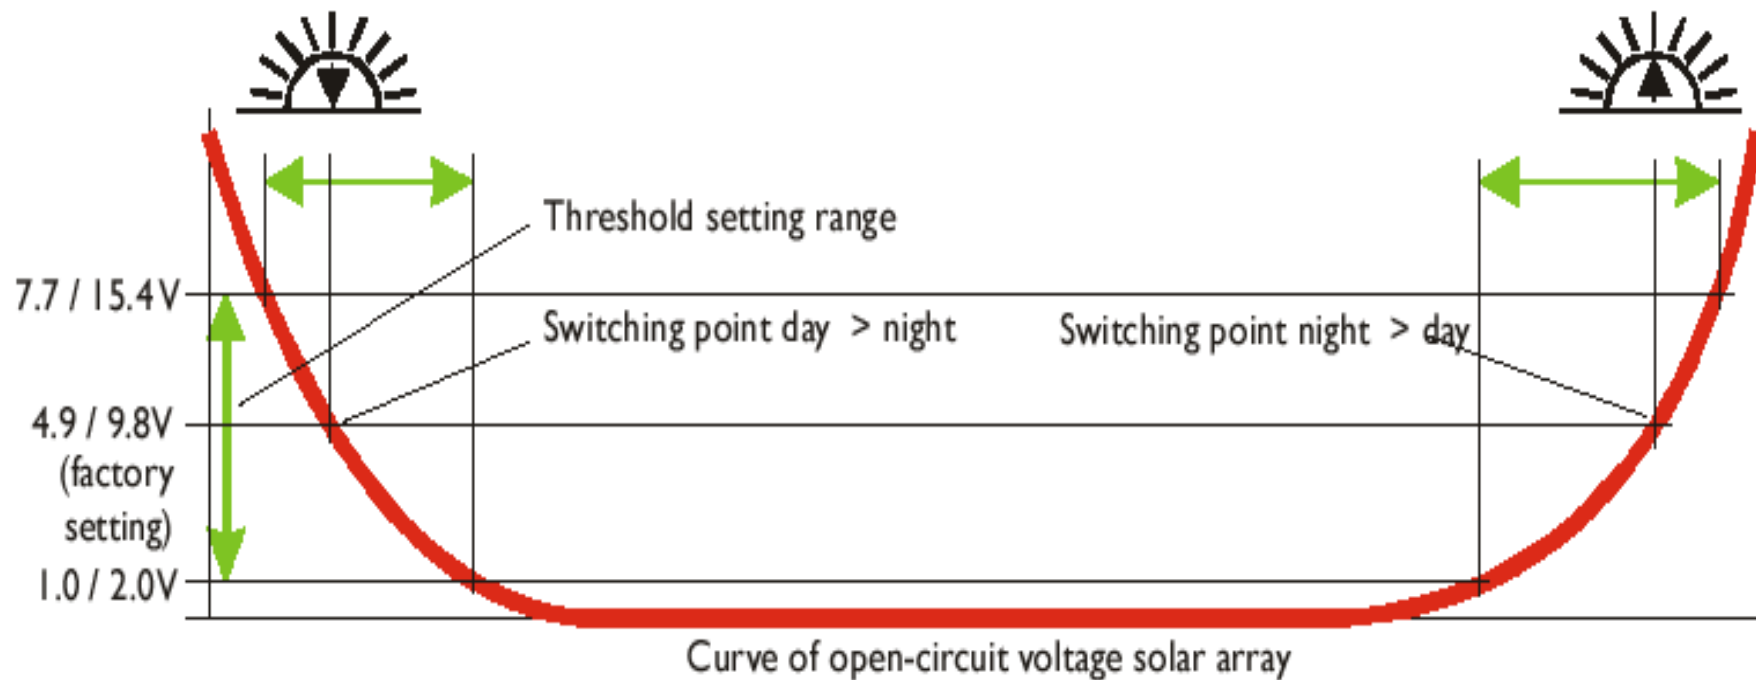 Threshold setting range
7.7 / 15.4V
Switching point day > night
Switching point night > day
4.9 / 9.8V
(factory
setting)
1.0 / 2.0V
Curve of open-circuit voltage solar array